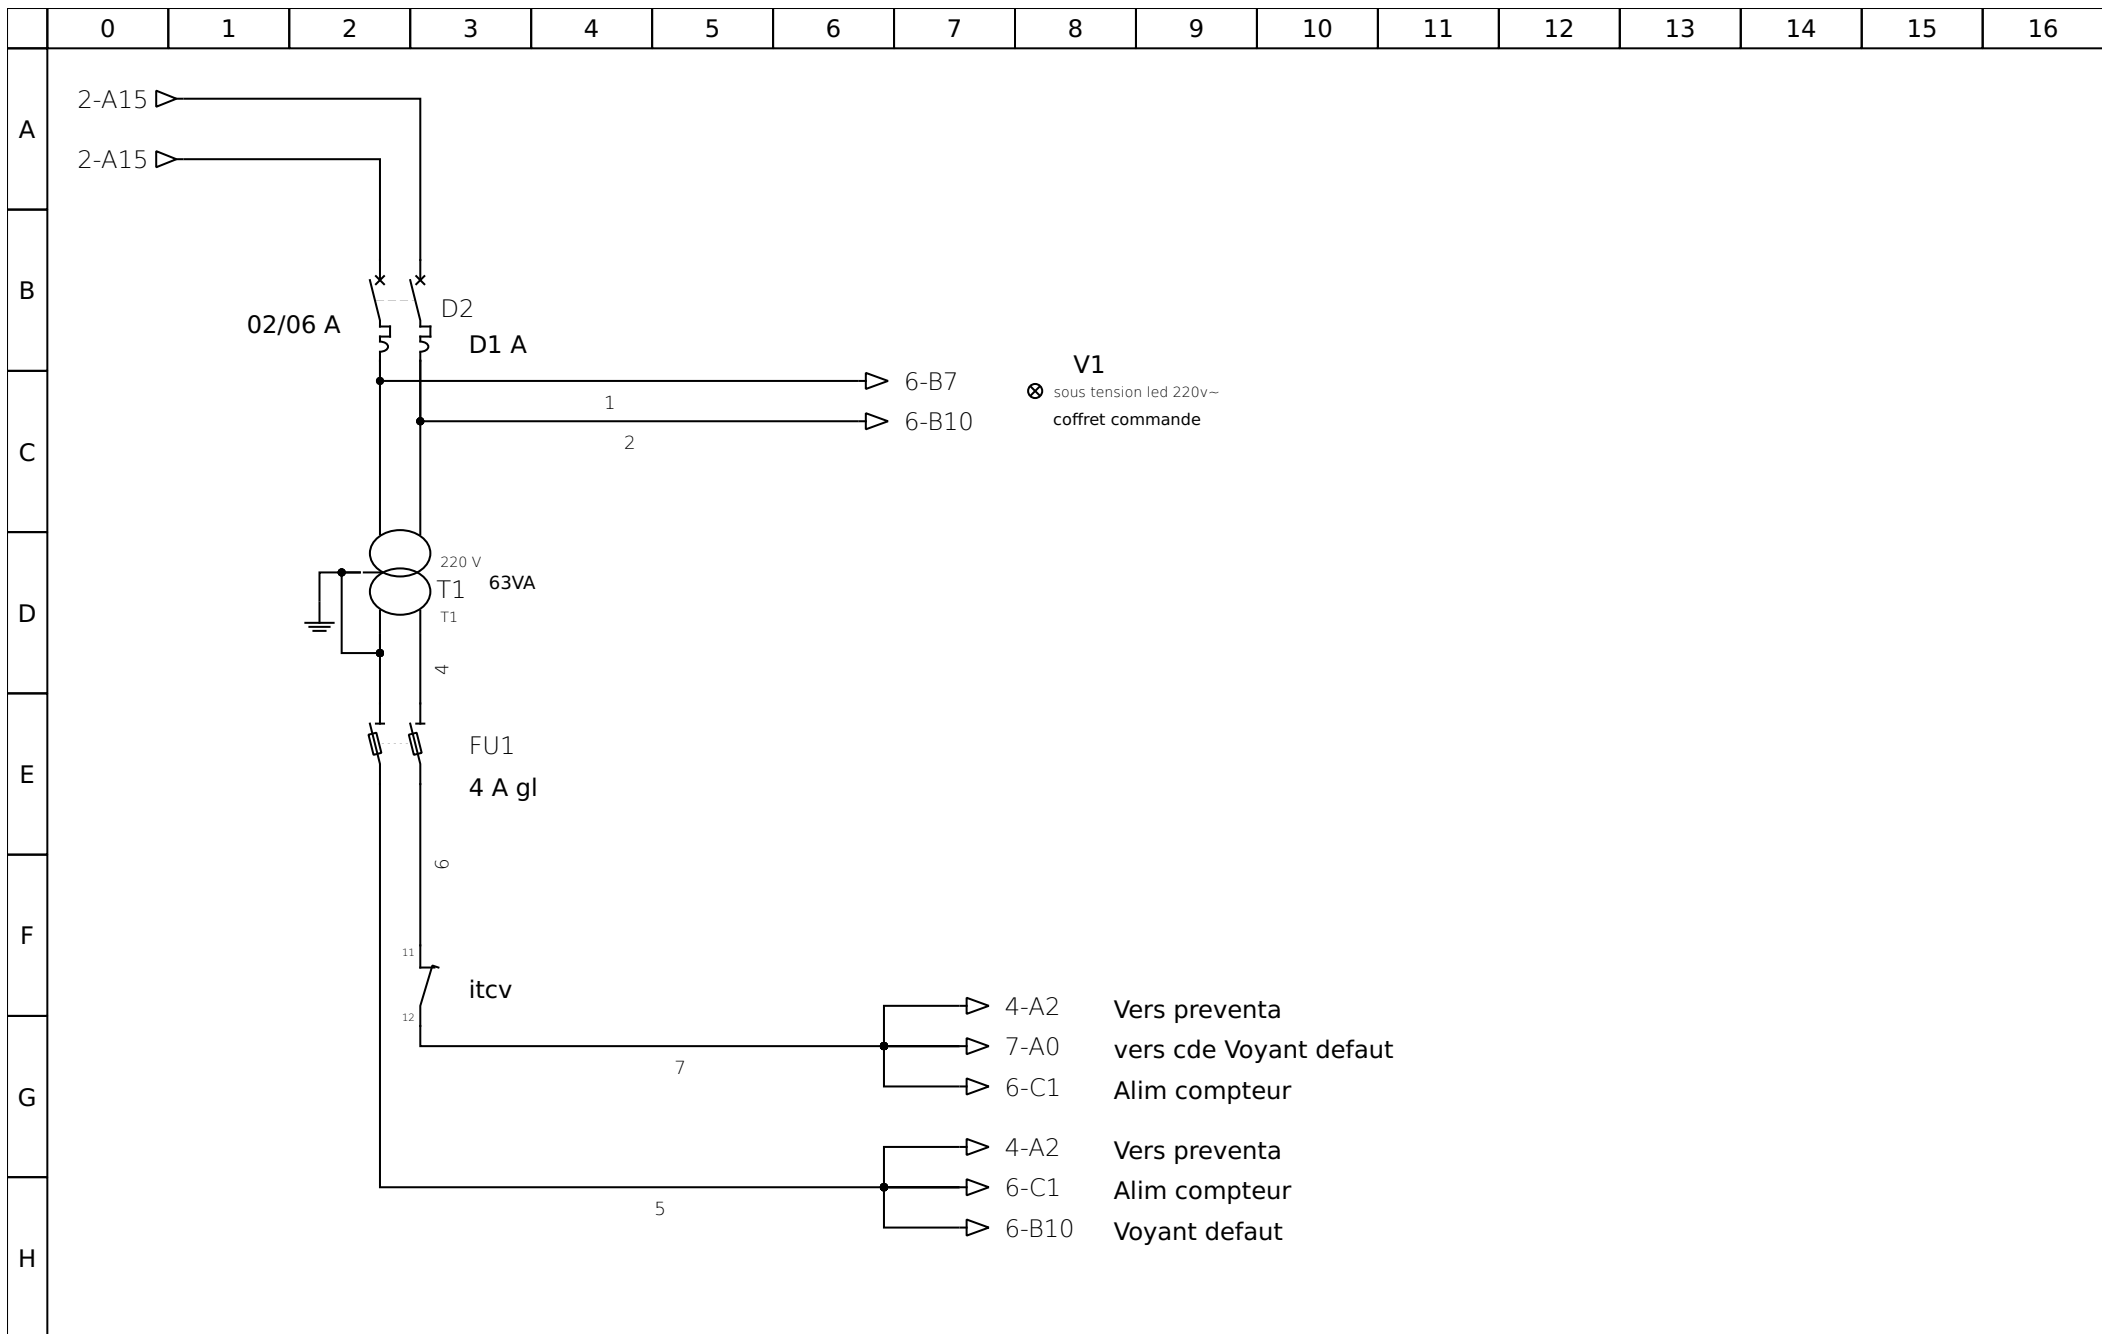 0 1 2 3 4 5 6 7 8 9 10 11 12 13 14 15 16
A
2-A15
2-A15
B
D2
02/06 A
D1 A
V1
6-B7
sous tension led 220v~
1
6-B10
coffret commande
2
C
220 V
T1
63VA
T1
D
4
FU1
E
4 A gl
6
F
11
itcv
12
4-A2 Vers preventa
7-A0 vers cde Voyant defaut
7
6-C1 Alim compteur
G
4-A2 Vers preventa
6-C1 Alim compteur
5
6-B10 Voyant defaut
H